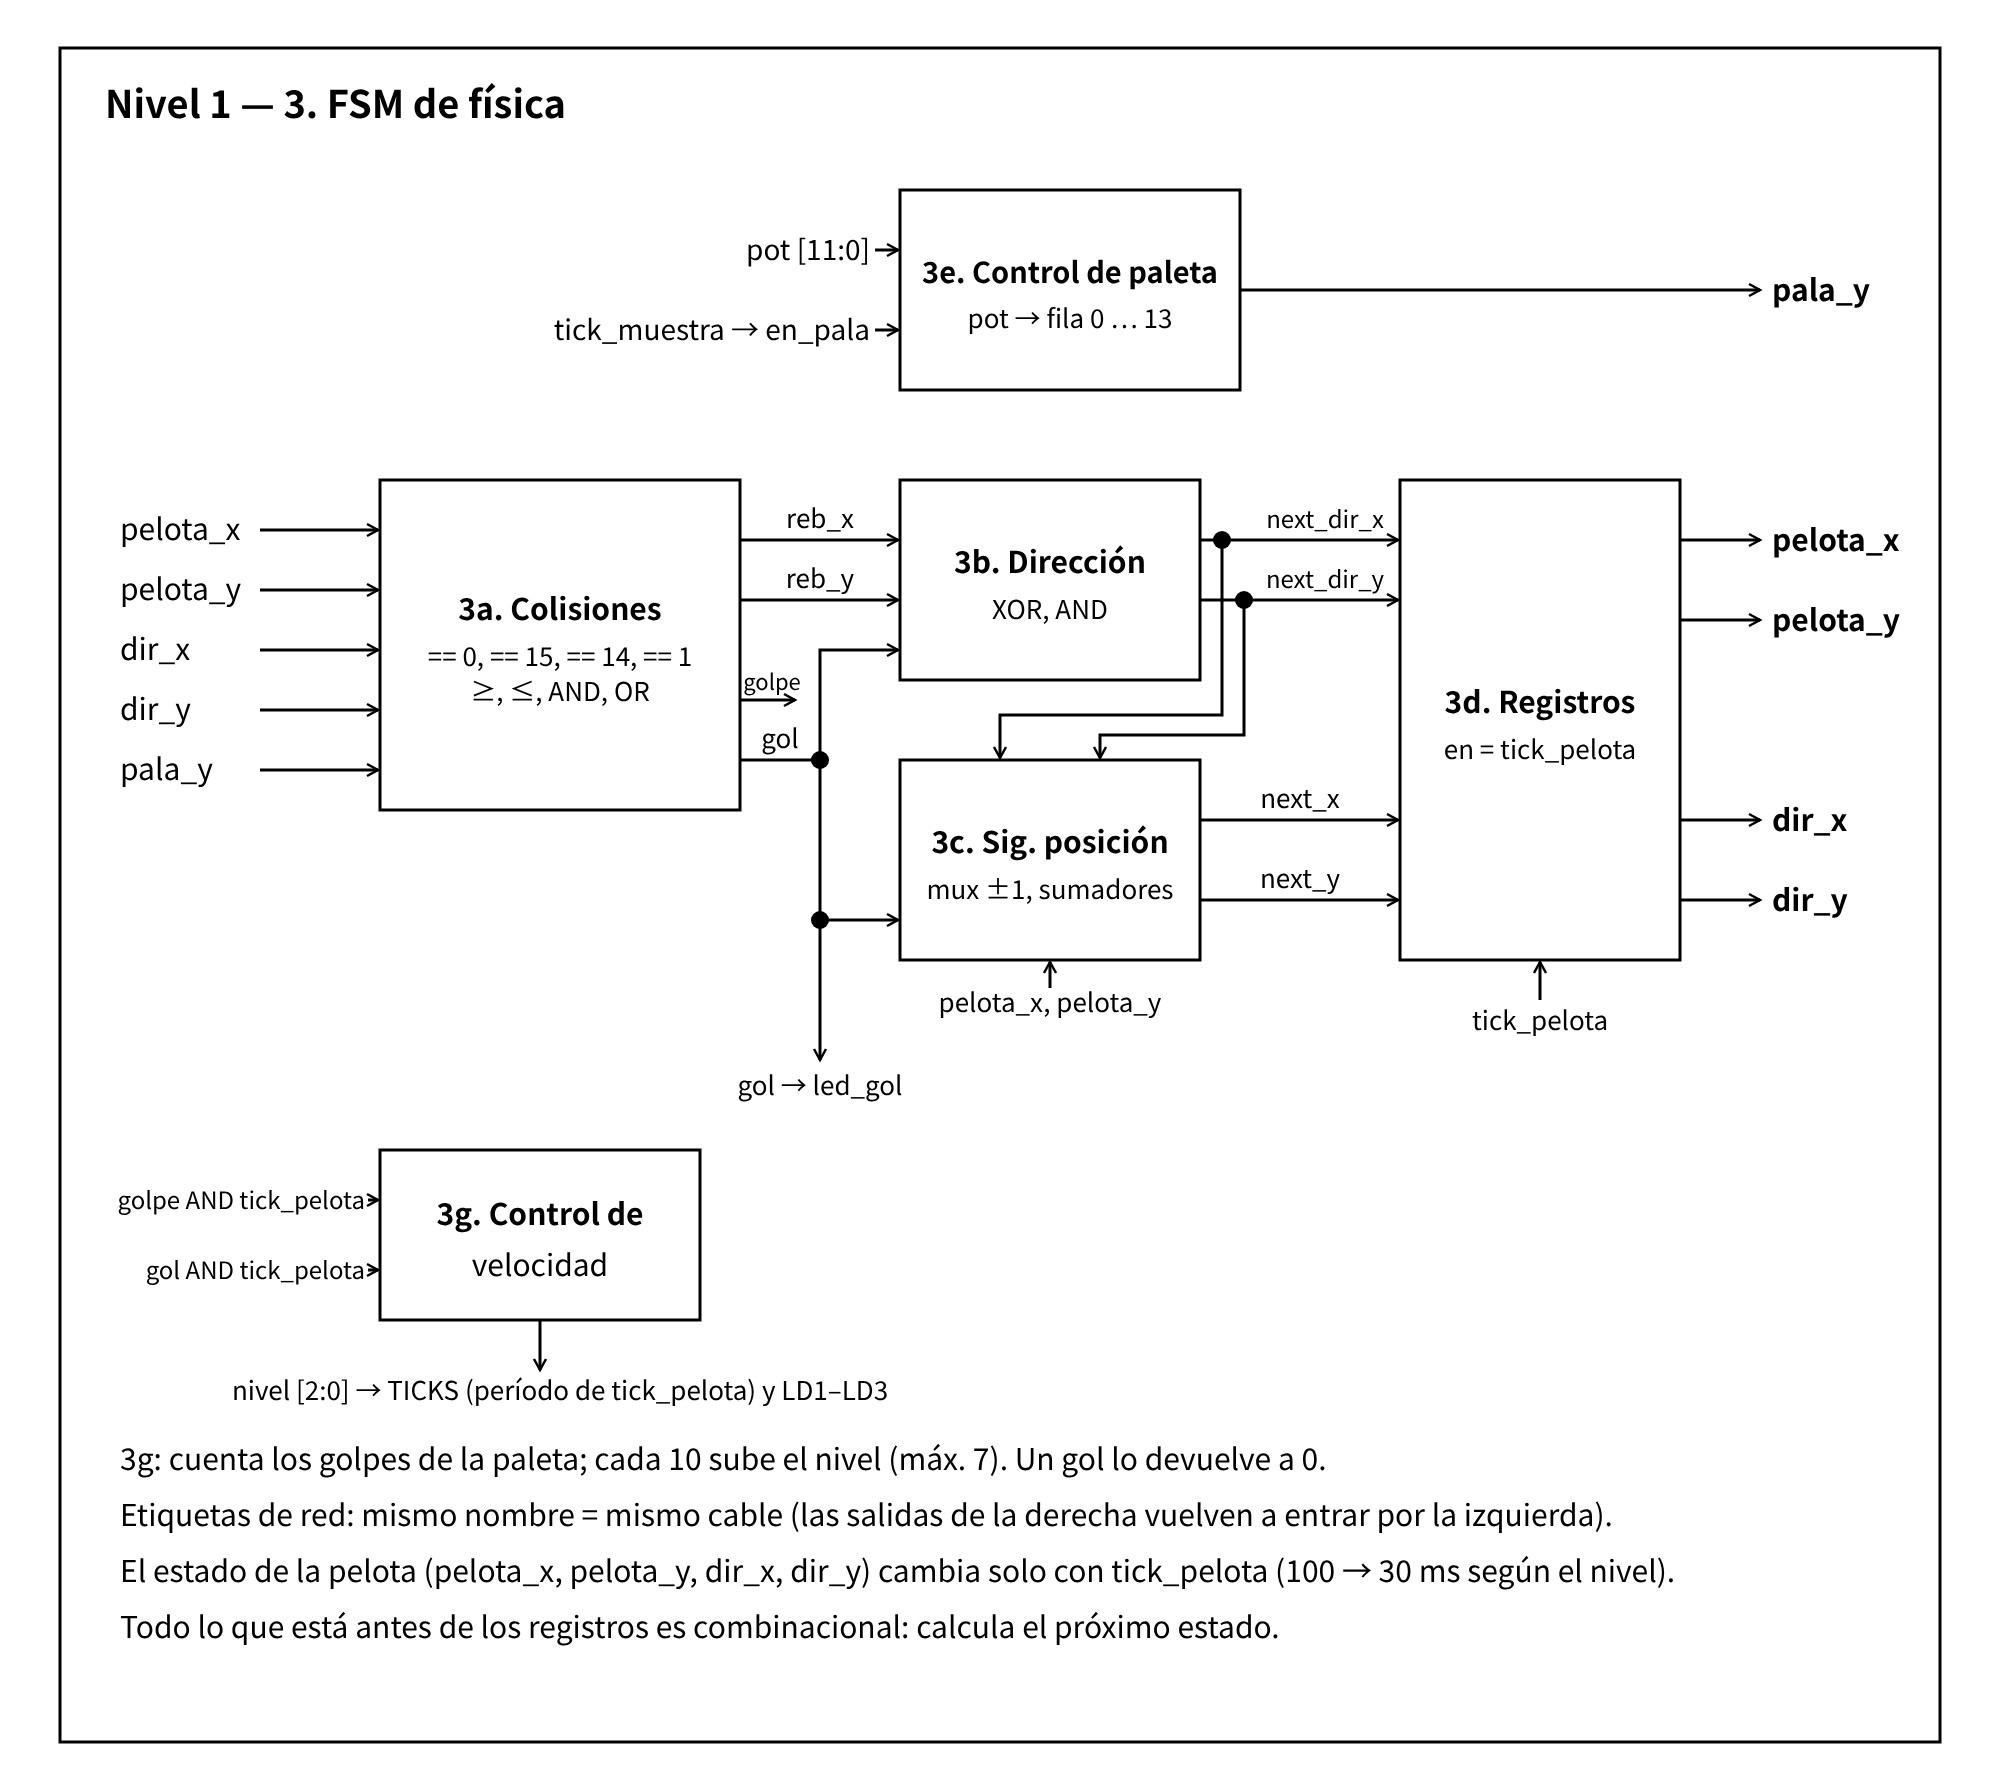 Nivel 1 — 3. FSM de física
pot [11:0]
tick_muestra → en_pala
3e. Control de paleta
pot → fila 0 … 13
pala_y
pelota_x
pelota_y
dir_x
dir_y
pala_y
3a. Colisiones
== 0, == 15, == 14, == 1
≥, ≤, AND, OR
reb_x
reb_y
golpe
gol
3b. Dirección
XOR, AND
next_dir_x
next_dir_y
3c. Sig. posición
mux ±1, sumadores
next_x
next_y
pelota_x, pelota_y
3d. Registros
en = tick_pelota
tick_pelota
pelota_x
pelota_y
dir_x
dir_y
gol → led_gol
golpe AND tick_pelota
gol AND tick_pelota
3g. Control de
velocidad
nivel [2:0] → TICKS (período de tick_pelota) y LD1–LD3
3g: cuenta los golpes de la paleta; cada 10 sube el nivel (máx. 7). Un gol lo devuelve a 0.
Etiquetas de red: mismo nombre = mismo cable (las salidas de la derecha vuelven a entrar por la izquierda).
El estado de la pelota (pelota_x, pelota_y, dir_x, dir_y) cambia solo con tick_pelota (100 → 30 ms según el nivel).
Todo lo que está antes de los registros es combinacional: calcula el próximo estado.